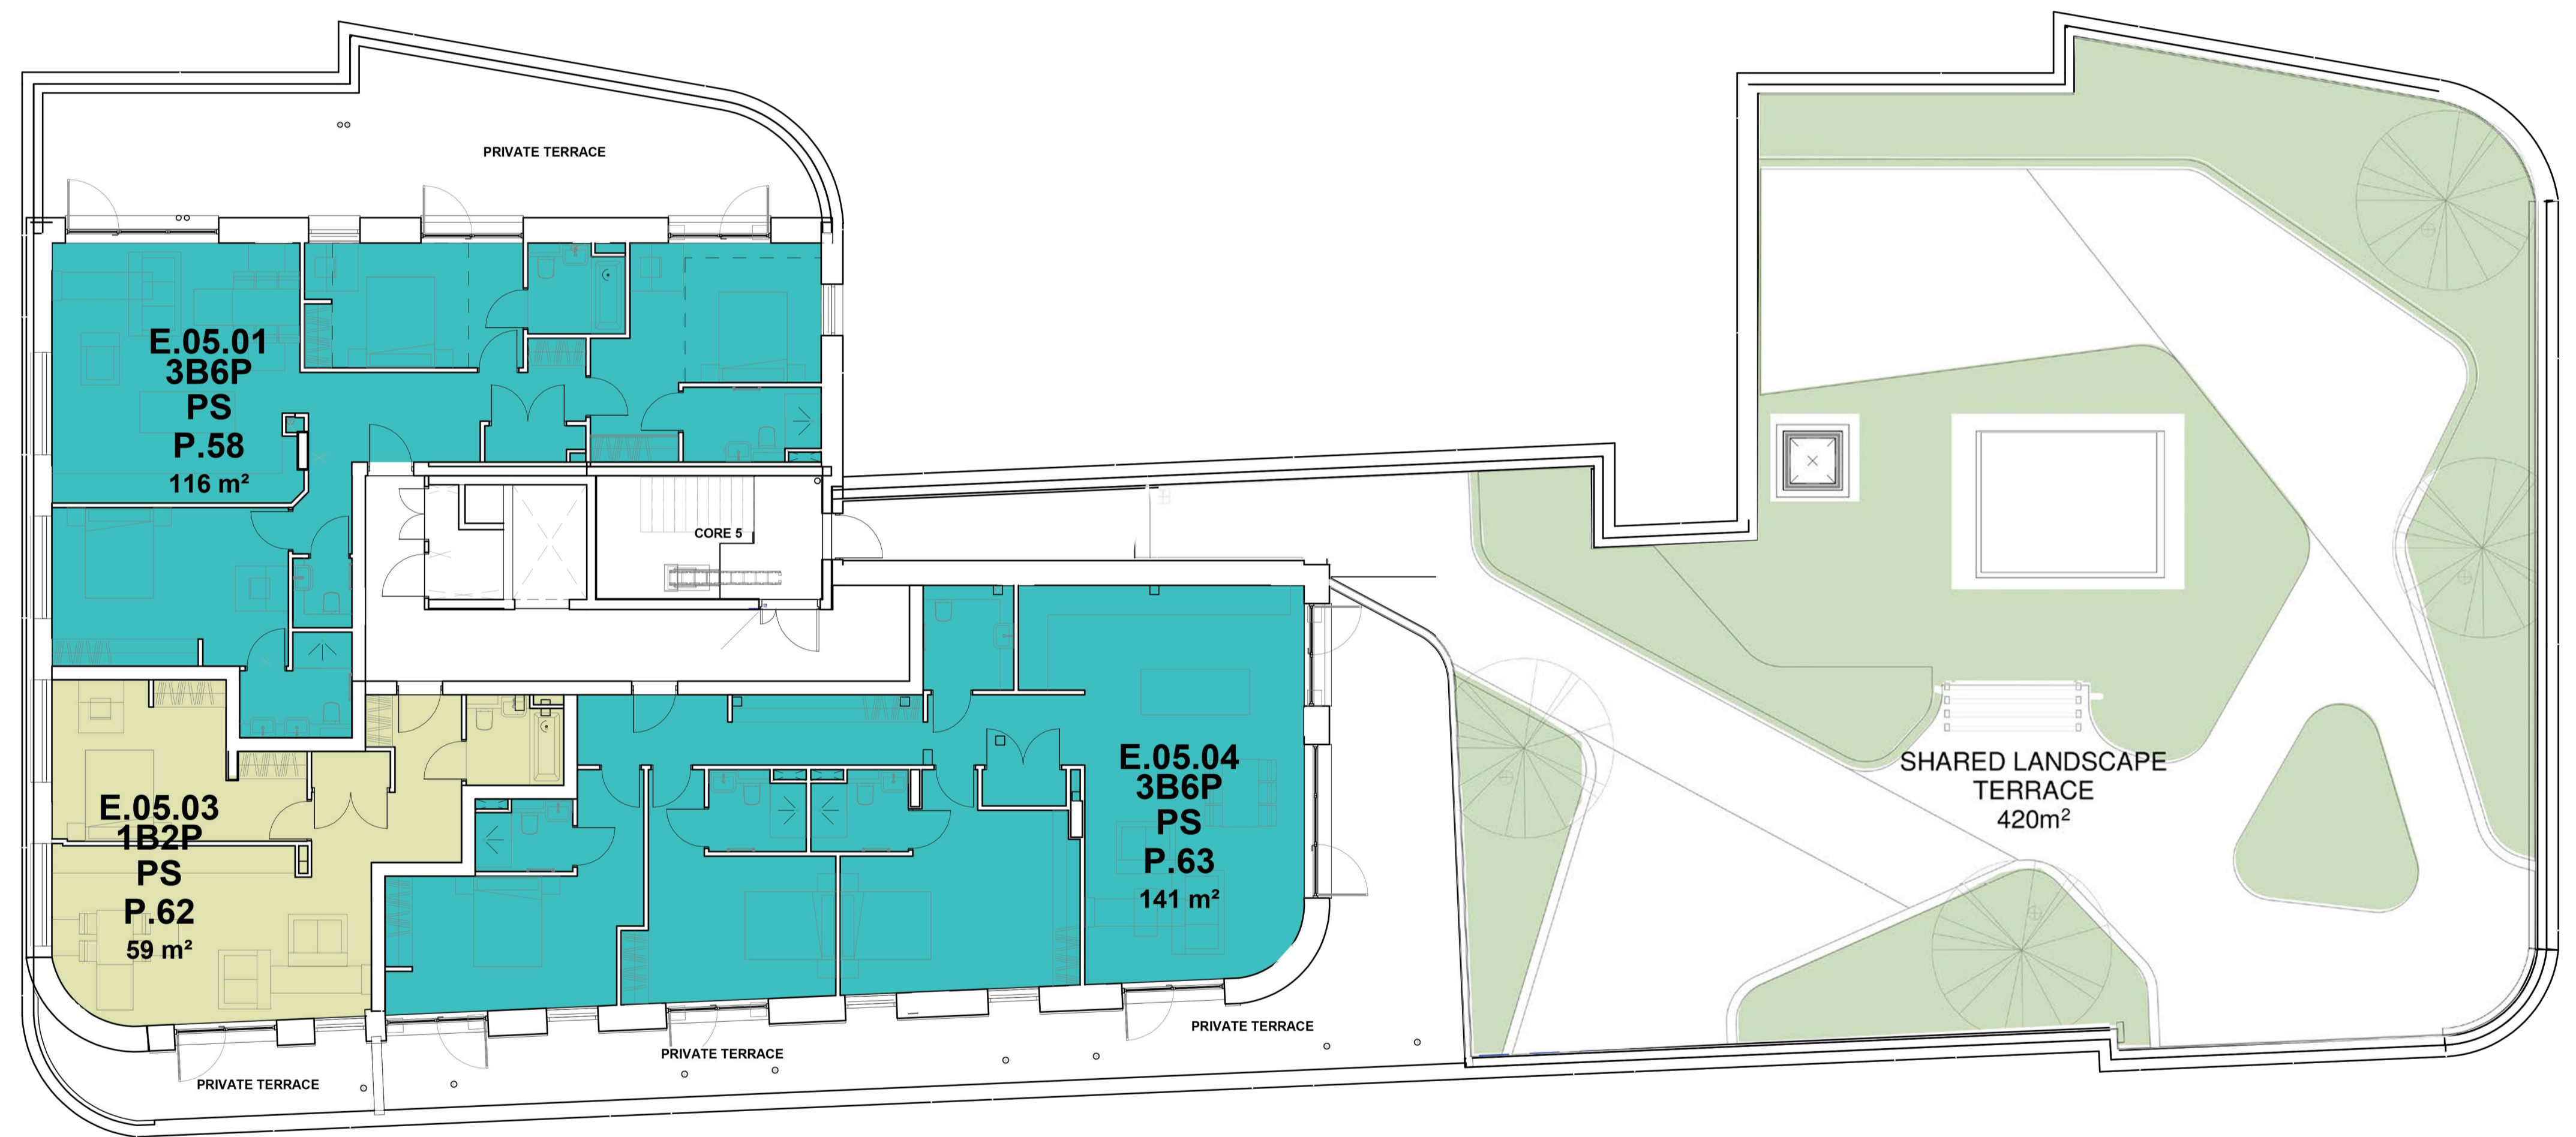 PRIVATE TERRACE
E.05.01
3B6P
PS
P.58
116 m²
CORE 5
E.05.03
1B2P
PS
P.62
59 m²
E.05.04
3B6P
PS
P.63
141 m²
SHARED LANDSCAPE
TERRACE
420m²
PRIVATE TERRACE
PRIVATE TERRACE
PRIVATE TERRACE